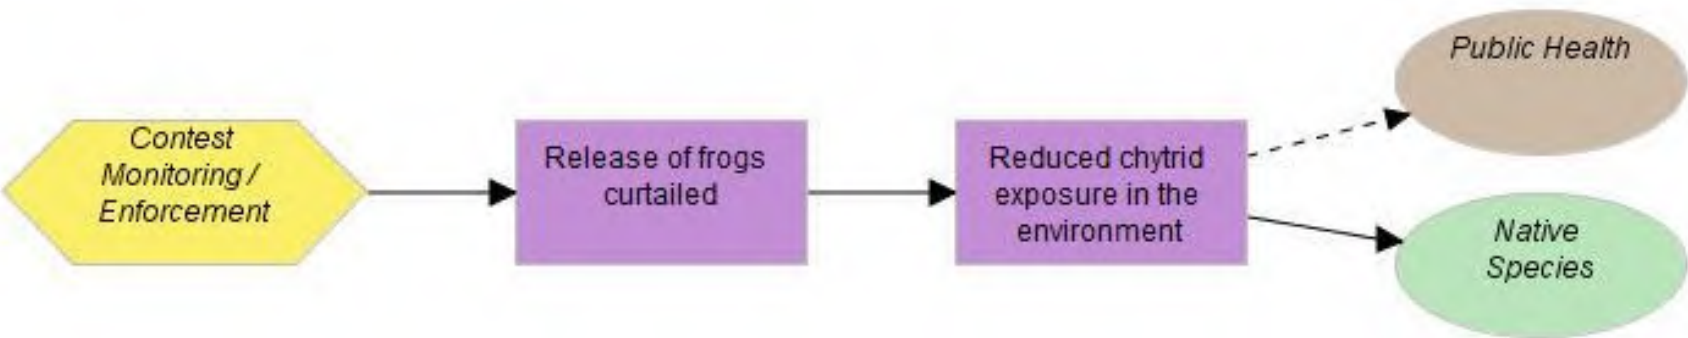 Contest
Monitoring /
Enforcement
Release of frogs
curtailed
Reduced chytrid
exposure in the
environment
Public Health
Native
Species